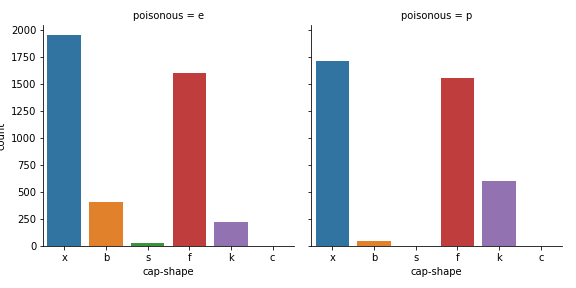 poisonous = e
poisonous = p
2000
1750
1500
1250
1000
750
500
250
0
count
x b s f k c
x b s f k c
cap-shape
cap-shape